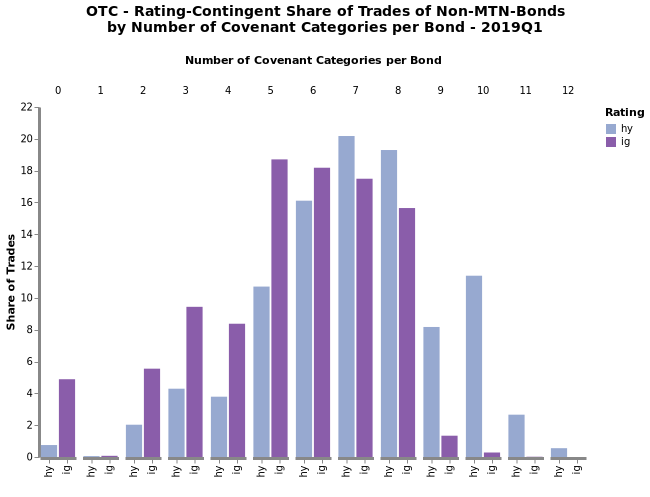 OTC - Rating-Contingent Share of Trades of Non-MTN-Bonds
by Number of Covenant Categories per Bond - 2019Q1
Number of Covenant Categories per Bond
0 1 2 3 4 5 6 7 8 9 10 11 12
Rating
hy
ig
Share of Trades
22
20
18
16
14
12
10
8
6
4
2
0
hy ig hy ig hy ig hy ig hy ig hy ig hy ig hy ig hy ig hy ig hy ig hy ig hy ig